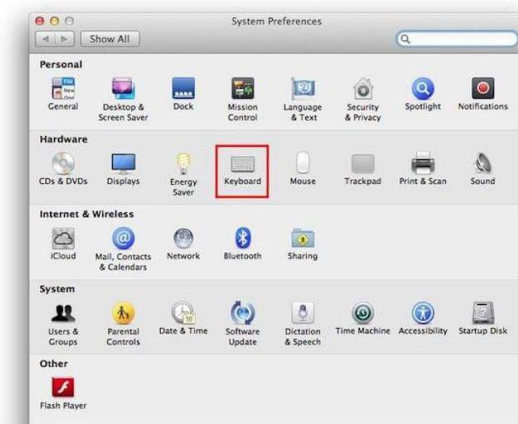 System Preferences
Show All
Personal
General
Desktop &
Screen Saver
Dock
Mission
Control
Language
& Text
Security
& Privacy
Spotlight
Notifications
Hardware
CDs & DVDs
Displays
Energy
Saver
Keyboard
Mouse
Trackpad
Print & Scan
Sound
Internet & Wireless
iCloud
Mail, Contacts
& Calendars
Network
Bluetooth
Sharing
System
Users &
Groups
Parental
Controls
Date & Time
Software
Update
Dictation
& Speech
Time Machine
Accessibility
Startup Disk
Other
Flash Player